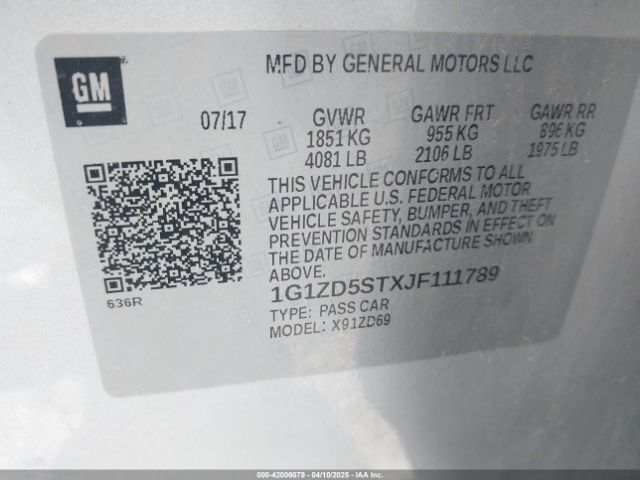 GM
MFD BY GENERAL MOTORS LLC
07/17 GVWR GAWR FRT GAWR RR
1851 KG 955 KG 896 KG
4081 LB 2106 LB 1975 LB
THIS VEHICLE CONFORMS TO ALL
APPLICABLE U.S. FEDERAL MOTOR
VEHICLE SAFETY, BUMPER, AND THEFT
PREVENTION STANDARDS IN EFFECT ON
THE DATE OF MANUFACTURE SHOWN
ABOVE.
636R
1G1ZD5STXJF111789
TYPE: PASS CAR
MODEL: X91ZD69
000-42006079 - 04/10/2025 - iaai.com